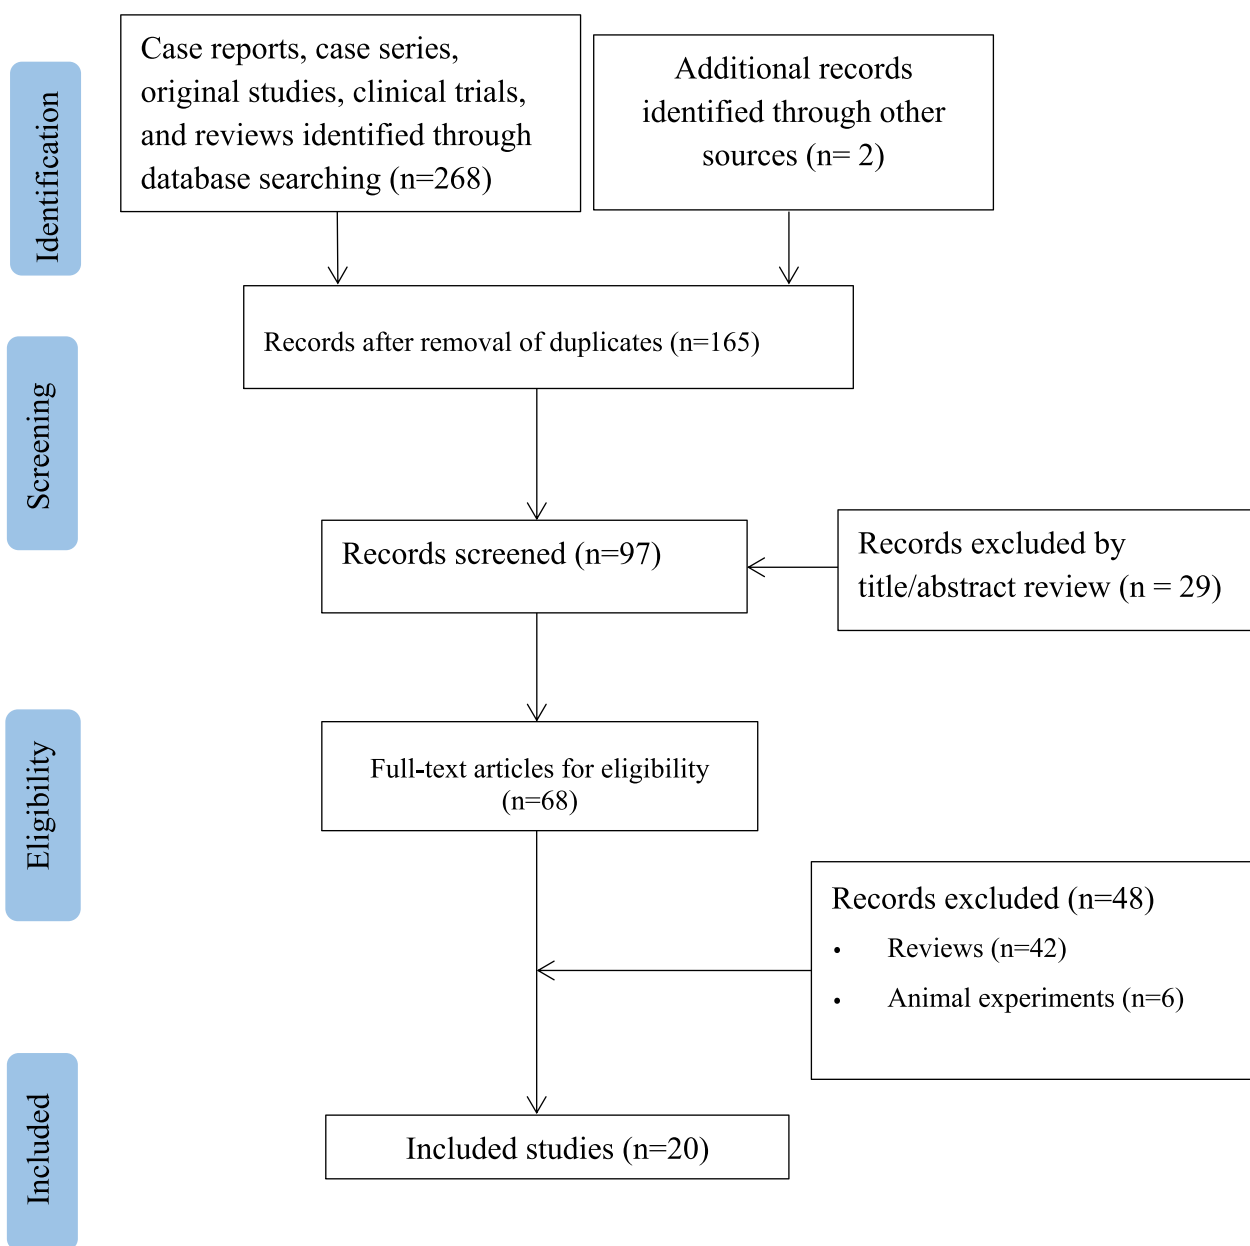 Identification
Case reports, case series,
original studies, clinical trials,
and reviews identified through
database searching (n=268)
Additional records
identified through other
sources (n= 2)
Records after removal of duplicates (n=165)
Screening
Records screened (n=97)
Records excluded by
title/abstract review (n = 29)
Eligibility
Full-text articles for eligibility
(n=68)
Records excluded (n=48)
• Reviews (n=42)
• Animal experiments (n=6)
Included
Included studies (n=20)